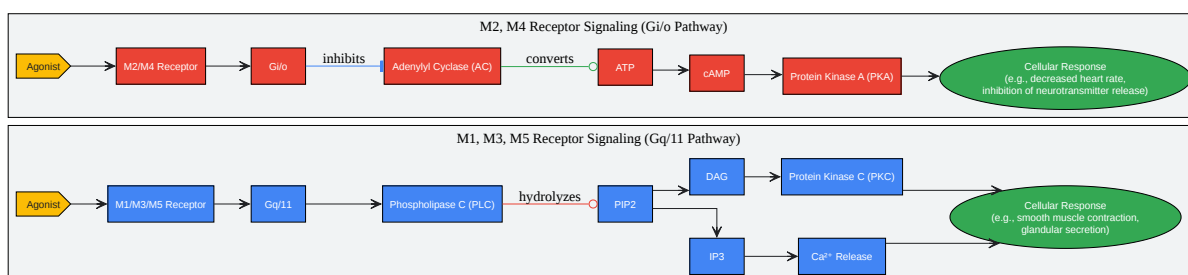 M2, M4 Receptor Signaling (Gi/o Pathway)
Agonist
M2/M4 Receptor
Gi/o
inhibits
Adenylyl Cyclase (AC)
converts
ATP
cAMP
Protein Kinase A (PKA)
Cellular Response
(e.g., decreased heart rate,
inhibition of neurotransmitter release)
M1, M3, M5 Receptor Signaling (Gq/11 Pathway)
Agonist
M1/M3/M5 Receptor
Gq/11
Phospholipase C (PLC)
hydrolyzes
PIP2
DAG
Protein Kinase C (PKC)
IP3
Ca²⁺ Release
Cellular Response
(e.g., smooth muscle contraction,
glandular secretion)